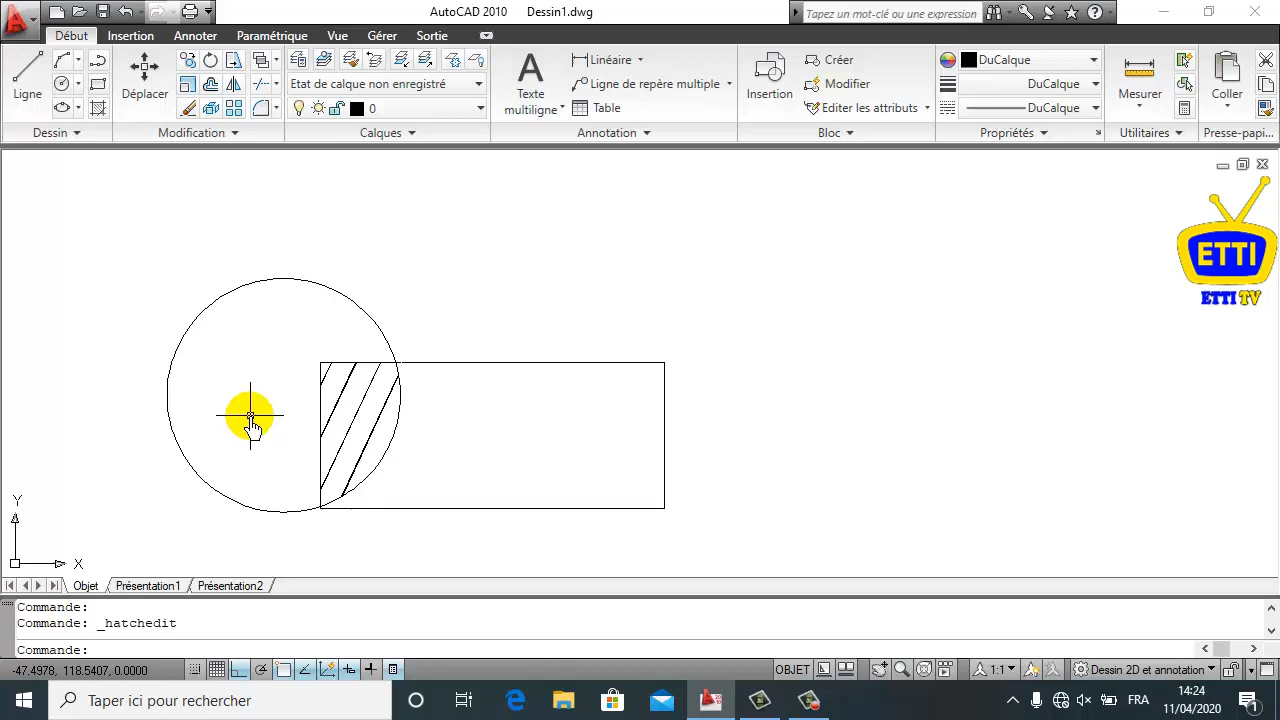 AutoCAD 2010 Dessin1.dwg
Tapez un mot-clé ou une expression
Début Insertion Annoter Paramétrique Vue Gérer Sortie
Ligne
Déplacer
Etat de calque non enregistré
0
A
Texte
multiligne
Linéaire
Ligne de repère multiple
Table
Insertion
Créer
Modifier
Editer les attributs
DuCalque
DuCalque
DuCalque
Mesurer
Coller
Dessin Modification Calques Annotation Bloc Propriétés Utilitaires Presse-papi...
ETTI
ETTI TV
Y
X
Objet Présentation1 Présentation2
Commande:
Commande: _hatchedit
Commande:
-47.4978, 118.5407, 0.0000
OBJET
1:1
Dessin 2D et annotation
Taper ici pour rechercher
FRA
14:24
11/04/2020
1